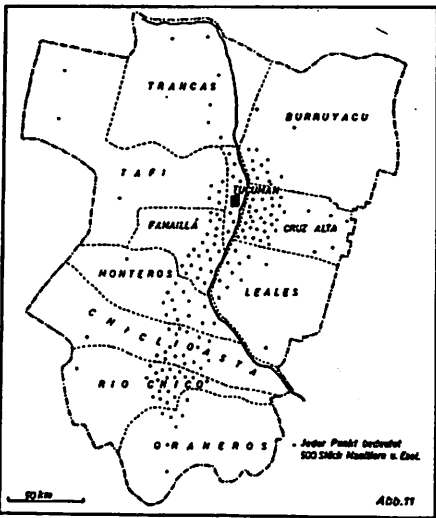 TRANCAS
BURRUYACU
TAFI
TUCUMÁN
FAMAILLÁ
CRUZ ALTA
MONTEROS
LEALES
CHICLIGASTA
RIO CHICO
GRANEROS
Jeder Punkt bedeutet
500 Stück Maultiere u. Esel.
50 km
Abb. 11